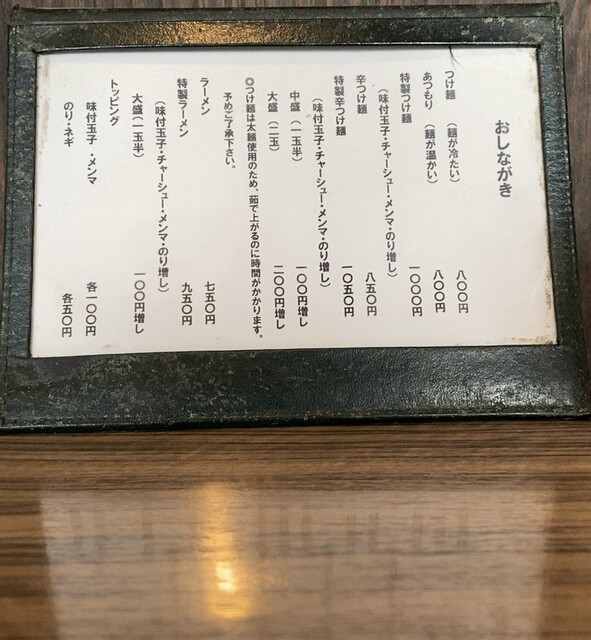 おしながき
つけ麺 (麺が冷たい) 八〇〇円
あつもり (麺が温かい) 八〇〇円
特製つけ麺 一〇〇〇円
(味付玉子・チャーシュー・メンマ・のり増し)
辛つけ麺 八五〇円
特製辛つけ麺 一〇五〇円
(味付玉子・チャーシュー・メンマ・のり増し)
中盛 (一玉半) 一〇〇円増し
大盛 (二玉) 二〇〇円増し
◎つけ麺は太麺使用のため、茹で上がるのに時間がかかります。
予めご了承下さい。
ラーメン 七五〇円
特製ラーメン 九五〇円
(味付玉子・チャーシュー・メンマ・のり増し)
大盛(一玉半) 一〇〇円増し
トッピング
味付玉子・メンマ 各一〇〇円
のり・ネギ 各五〇円